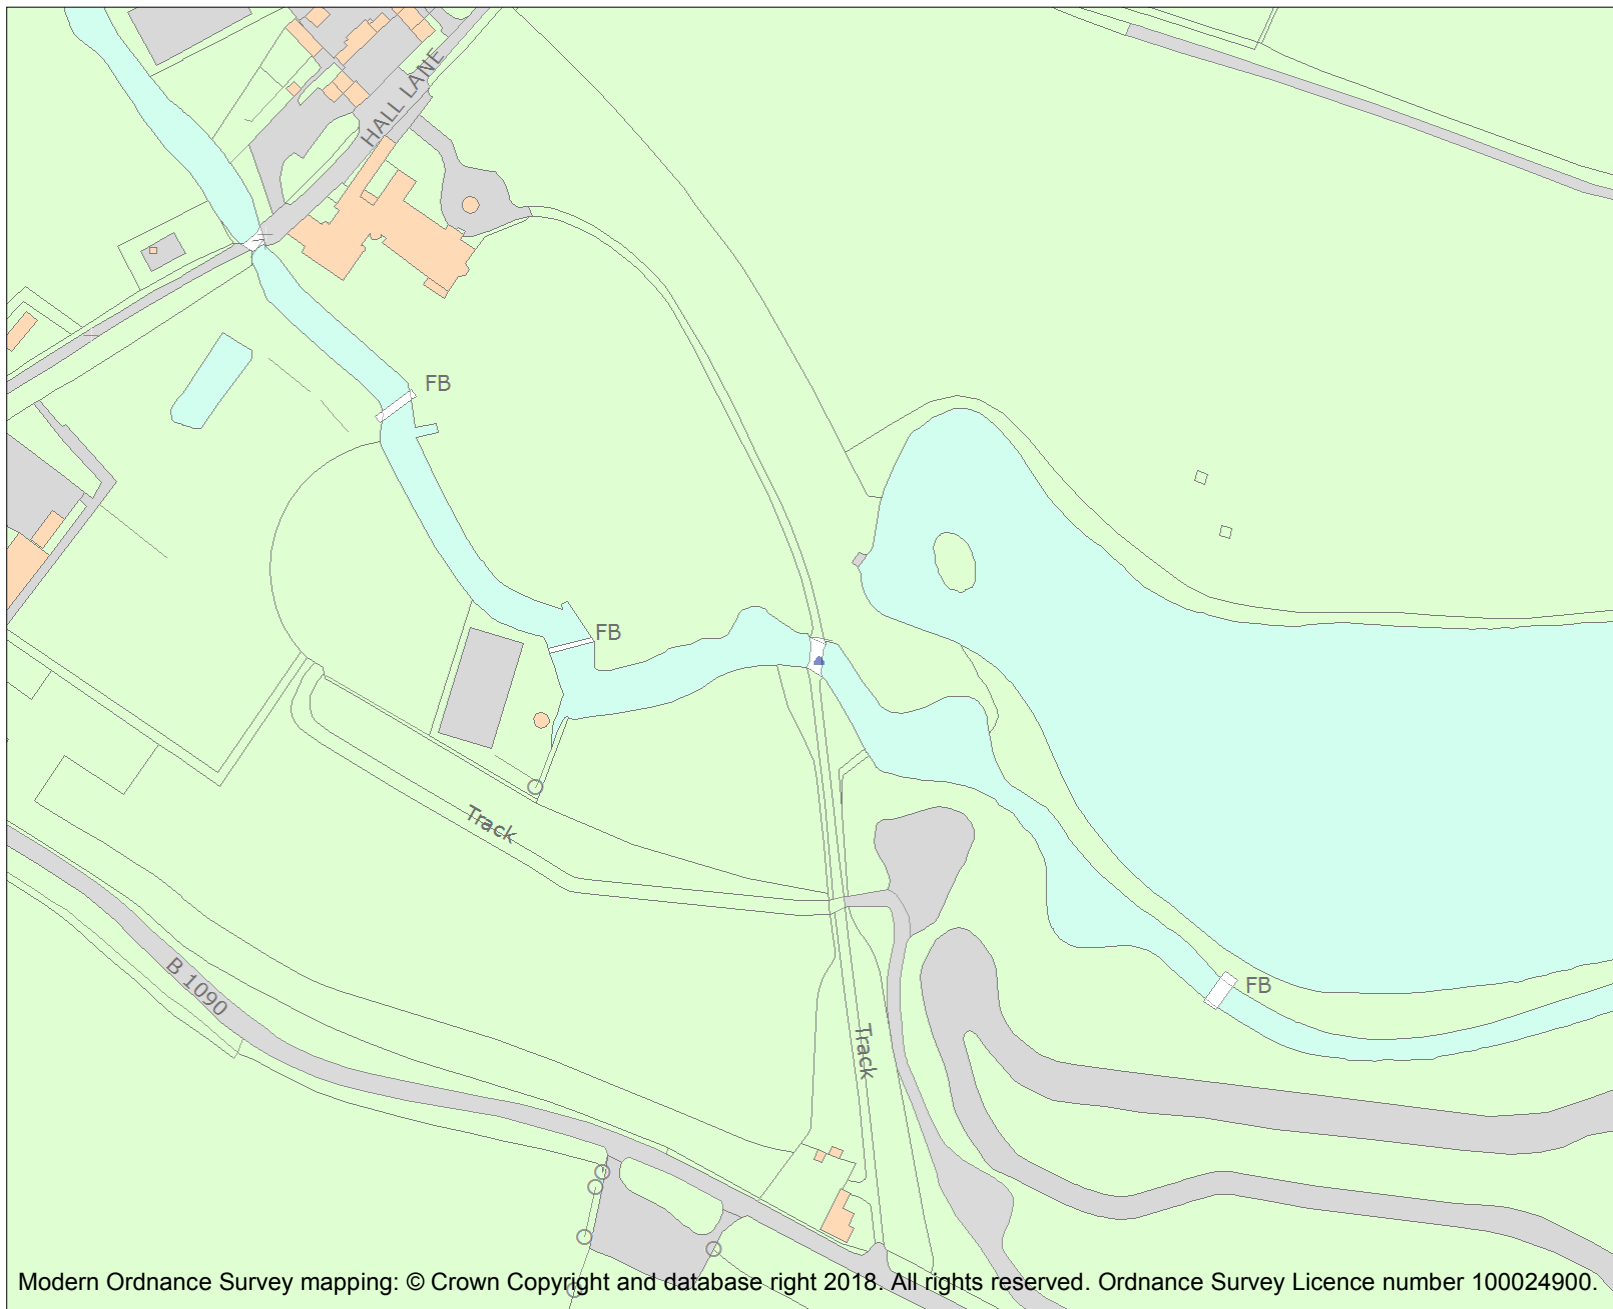 HALL LANE
FB
FB
Track
B 1090
FB
Track
Modern Ordnance Survey mapping: © Crown Copyright and database right 2018. All rights reserved. Ordnance Survey Licence number 100024900.